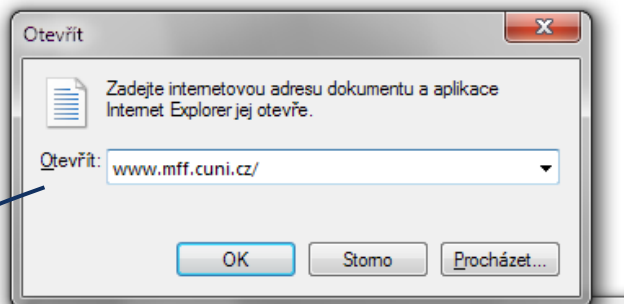 Otevřít
Zadejte internetovou adresu dokumentu a aplikace
Internet Explorer jej otevře.
Otevřít: www.mff.cuni.cz/
OK Storno Procházet...